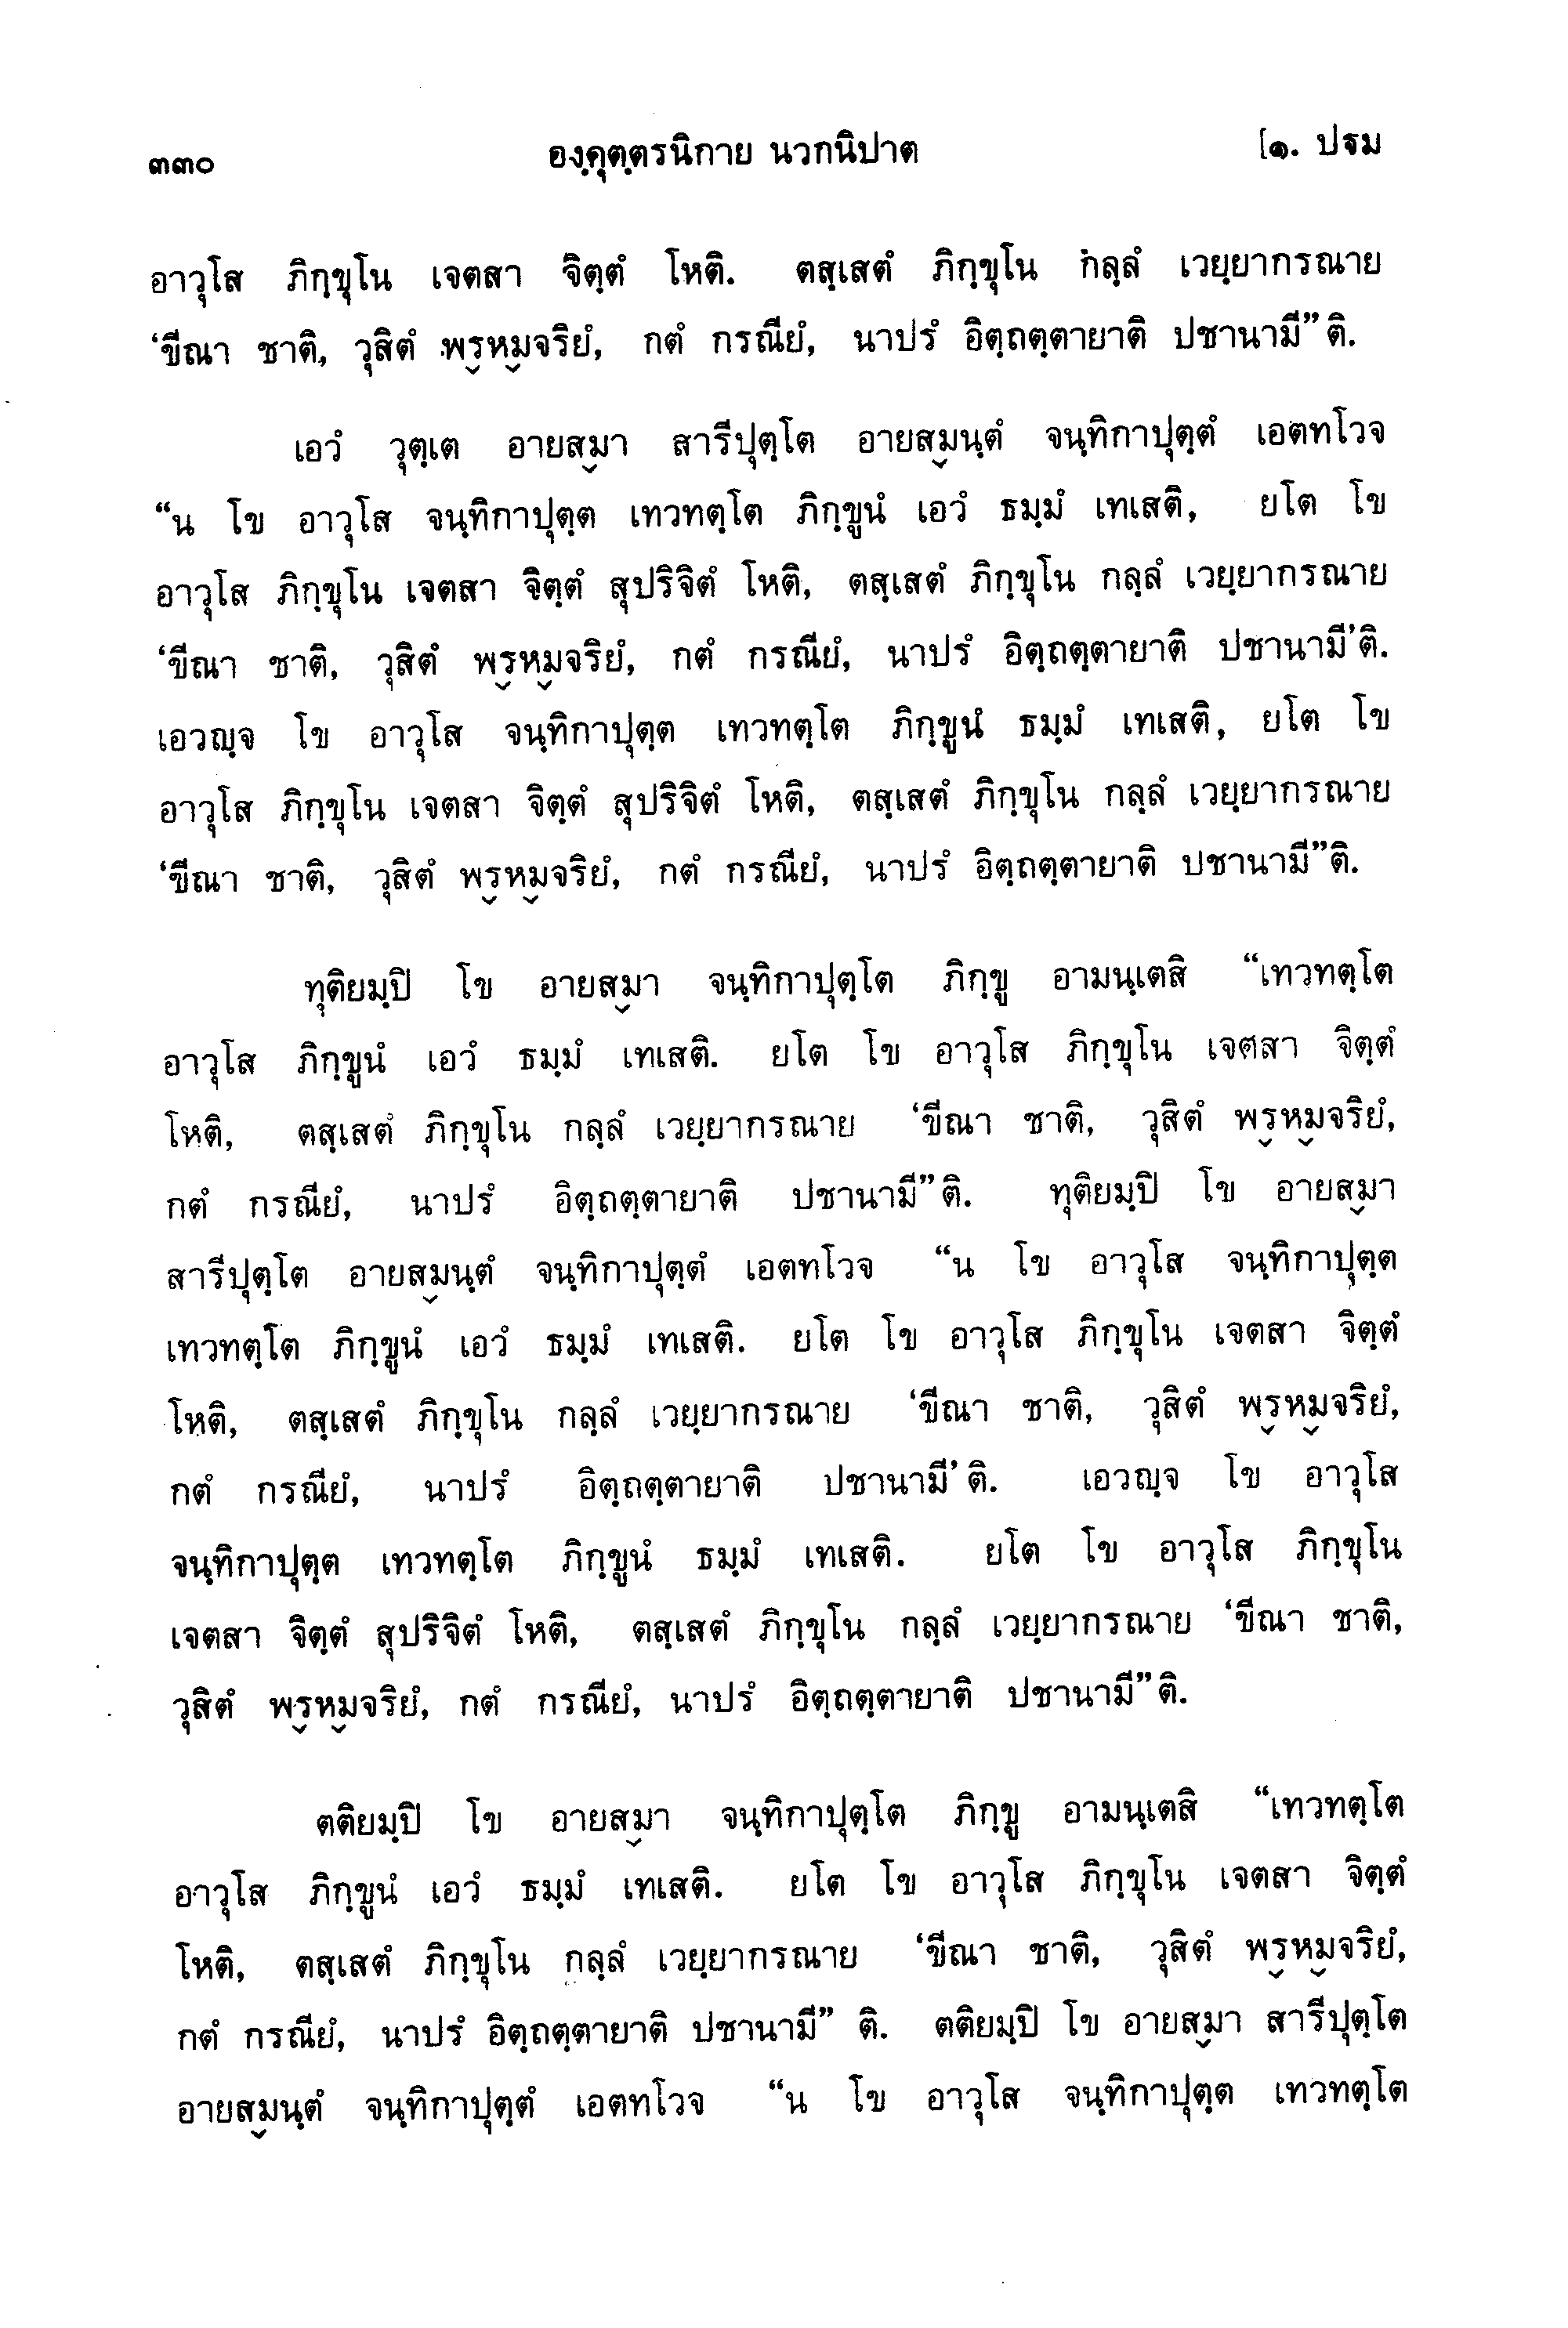 ๓๓๐ องฺคุตฺตรนิกาย นวกนิปาต [๑. ปฐม
อาวุโส ภิกฺขุโน เจตสา จิตฺตํ โหติ. ตสฺเสตํ ภิกฺขุโน กลฺลํ เวยฺยากรณาย
‘ขีณา ชาติ, วุสิตํ พฺรหฺมจริยํ, กตํ กรณียํ, นาปรํ อิตฺถตฺตายาติ ปชานามี” ติ.
เอวํ วุตฺเต อายสฺมา สารีปุตฺโต อายสฺมนฺตํ จนฺทิกาปุตฺตํ เอตทโวจ
“น โข อาวุโส จนฺทิกาปุตฺต เทวทตฺโต ภิกฺขูนํ เอวํ ธมฺมํ เทเสติ, ยโต โข
อาวุโส ภิกฺขุโน เจตสา จิตฺตํ สุปริจิตํ โหติ, ตสฺเสตํ ภิกฺขุโน กลฺลํ เวยฺยากรณาย
‘ขีณา ชาติ, วุสิตํ พฺรหฺมจริยํ, กตํ กรณียํ, นาปรํ อิตฺถตฺตายาติ ปชานามี’ติ.
เอวญฺจ โข อาวุโส จนฺทิกาปุตฺต เทวทตฺโต ภิกฺขูนํ ธมฺมํ เทเสติ, ยโต โข
อาวุโส ภิกฺขุโน เจตสา จิตฺตํ สุปริจิตํ โหติ, ตสฺเสตํ ภิกฺขุโน กลฺลํ เวยฺยากรณาย
‘ขีณา ชาติ, วุสิตํ พฺรหฺมจริยํ, กตํ กรณียํ, นาปรํ อิตฺถตฺตายาติ ปชานามี”ติ.
ทุติยมฺปิ โข อายสฺมา จนฺทิกาปุตฺโต ภิกฺขู อามนฺเตสิ “เทวทตฺโต
อาวุโส ภิกฺขูนํ เอวํ ธมฺมํ เทเสติ. ยโต โข อาวุโส ภิกฺขุโน เจตสา จิตฺตํ
โหติ, ตสฺเสตํ ภิกฺขุโน กลฺลํ เวยฺยากรณาย ‘ขีณา ชาติ, วุสิตํ พฺรหฺมจริยํ,
กตํ กรณียํ, นาปรํ อิตฺถตฺตายาติ ปชานามี” ติ. ทุติยมฺปิ โข อายสฺมา
สารีปุตฺโต อายสฺมนฺตํ จนฺทิกาปุตฺตํ เอตทโวจ “น โข อาวุโส จนฺทิกาปุตฺต
เทวทตฺโต ภิกฺขูนํ เอวํ ธมฺมํ เทเสติ. ยโต โข อาวุโส ภิกฺขุโน เจตสา จิตฺตํ
โหติ, ตสฺเสตํ ภิกฺขุโน กลฺลํ เวยฺยากรณาย ‘ขีณา ชาติ, วุสิตํ พฺรหฺมจริยํ,
กตํ กรณียํ, นาปรํ อิตฺถตฺตายาติ ปชานามี’ ติ. เอวญฺจ โข อาวุโส
จนฺทิกาปุตฺต เทวทตฺโต ภิกฺขูนํ ธมฺมํ เทเสติ. ยโต โข อาวุโส ภิกฺขุโน
เจตสา จิตฺตํ สุปริจิตํ โหติ, ตสฺเสตํ ภิกฺขุโน กลฺลํ เวยฺยากรณาย ‘ขีณา ชาติ,
วุสิตํ พฺรหฺมจริยํ, กตํ กรณียํ, นาปรํ อิตฺถตฺตายาติ ปชานามี” ติ.
ตติยมฺปิ โข อายสฺมา จนฺทิกาปุตฺโต ภิกฺขู อามนฺเตสิ “เทวทตฺโต
อาวุโส ภิกฺขูนํ เอวํ ธมฺมํ เทเสติ. ยโต โข อาวุโส ภิกฺขุโน เจตสา จิตฺตํ
โหติ, ตสฺเสตํ ภิกฺขุโน กลฺลํ เวยฺยากรณาย ‘ขีณา ชาติ, วุสิตํ พฺรหฺมจริยํ,
กตํ กรณียํ, นาปรํ อิตฺถตฺตายาติ ปชานามี” ติ. ตติยมฺปิ โข อายสฺมา สารีปุตฺโต
อายสฺมนฺตํ จนฺทิกาปุตฺตํ เอตทโวจ “น โข อาวุโส จนฺทิกาปุตฺต เทวทตฺโต